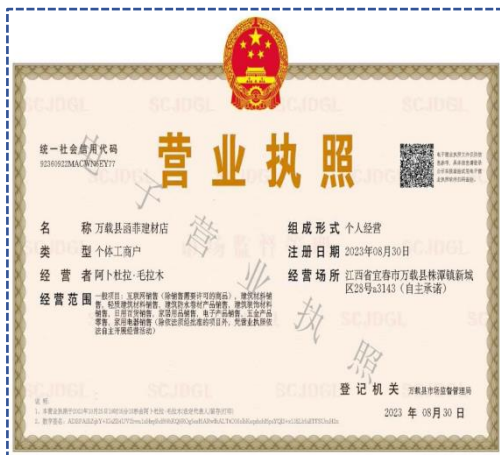 统一社会信用代码
营业执照
名 称 万载县函菲建材店
类 型 个体工商户
经 营 者 阿卜杜拉·毛拉木
经营范围 一般项目:互联网销售(除销售需要许可的商品),建筑材料销售,轻质建筑材料销售,建筑防水卷材产品销售,建筑装饰材料销售,日用百货销售,家居用品销售,电子产品销售,五金产品零售,家用电器销售(除依法须经批准的项目外,凭营业执照依法自主开展经营活动)
组成形式 个人经营
注册日期 2023年08月30日
经营场所 江西省宜春市万载县株潭镇新城
区28号a3143(自主承诺)
电子营业执照
登记机关 万载县市场监督管理局
2023 年 08月 30 日
SCJDGL